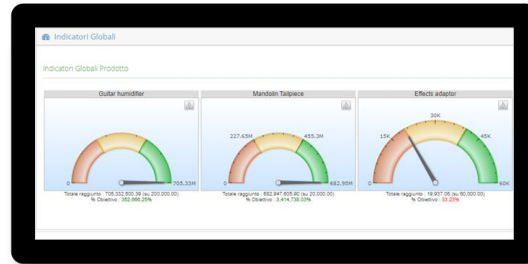 Indicatori Globali
Indicatori Globali Prodotto
Guitar humidifier
0
705.33M
Totale raggiunto : 705,332,500.39 (su 200,000.00)
% Obiettivo : 352,666.25%
Mandolin Tailpiece
227.65M
455.3M
0
682.95M
Totale raggiunto : 682,947,605.80 (su 20,000.00)
% Obiettivo : 3,414,738.03%
Effects adaptor
30K
15K
45K
0
60K
Totale raggiunto : 19,937.06 (su 60,000.00)
% Obiettivo : 33.23%